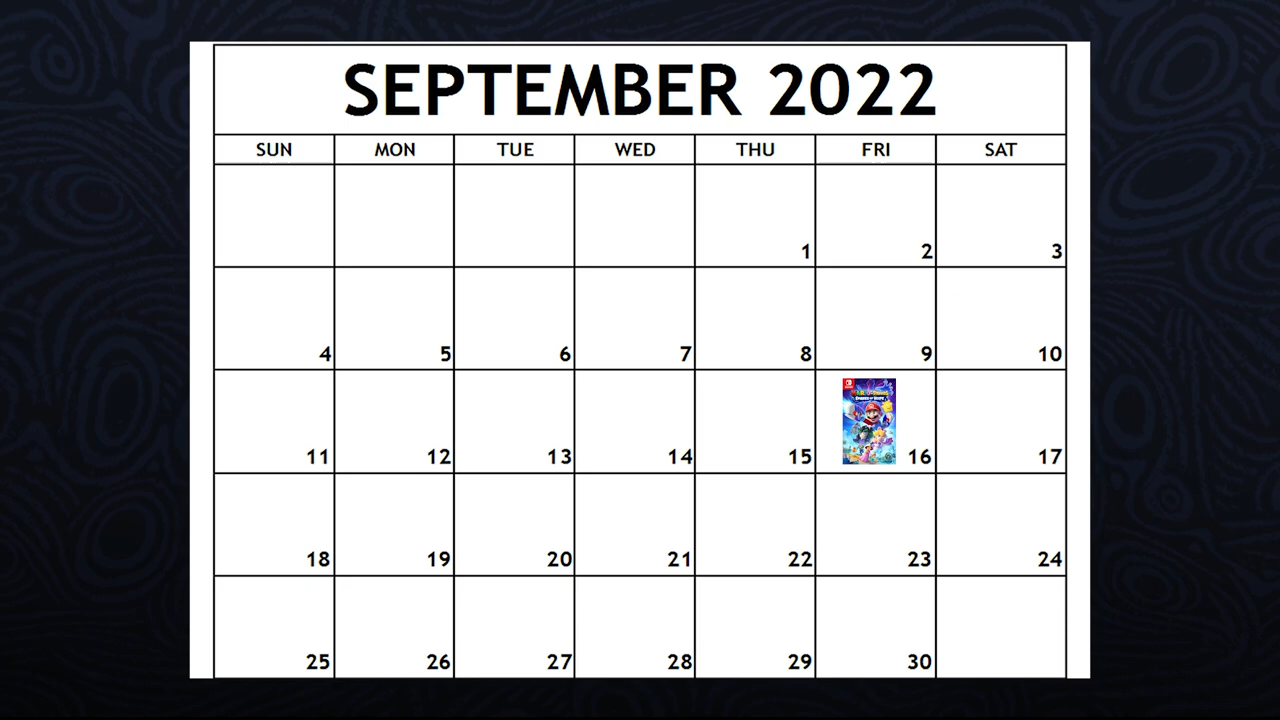 SEPTEMBER 2022
SUN MON TUE WED THU FRI SAT
1 2 3
4 5 6 7 8 9 10
11 12 13 14 15 16 17
18 19 20 21 22 23 24
25 26 27 28 29 30